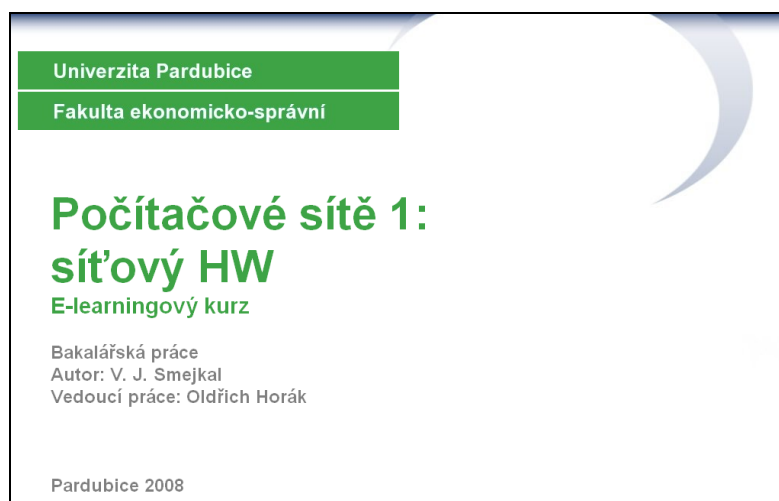 Univerzita Pardubice
Fakulta ekonomicko-správní
Počítačové sítě 1:
síťový HW
E-learningový kurz
Bakalářská práce
Autor: V. J. Smejkal
Vedoucí práce: Oldřich Horák
Pardubice 2008